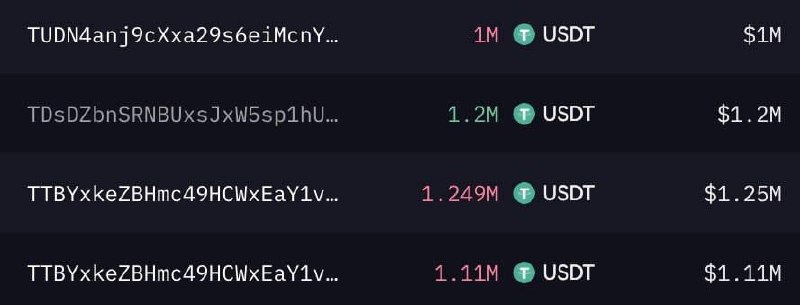 TUDN4anj9cXxa29s6eiMcnY… 1M USDT $1M
TDsDZbnSRNBUxsJxW5sp1hU… 1.2M USDT $1.2M
TTBYxkeZBHmc49HCWxEaY1v… 1.249M USDT $1.25M
TTBYxkeZBHmc49HCWxEaY1v… 1.11M USDT $1.11M